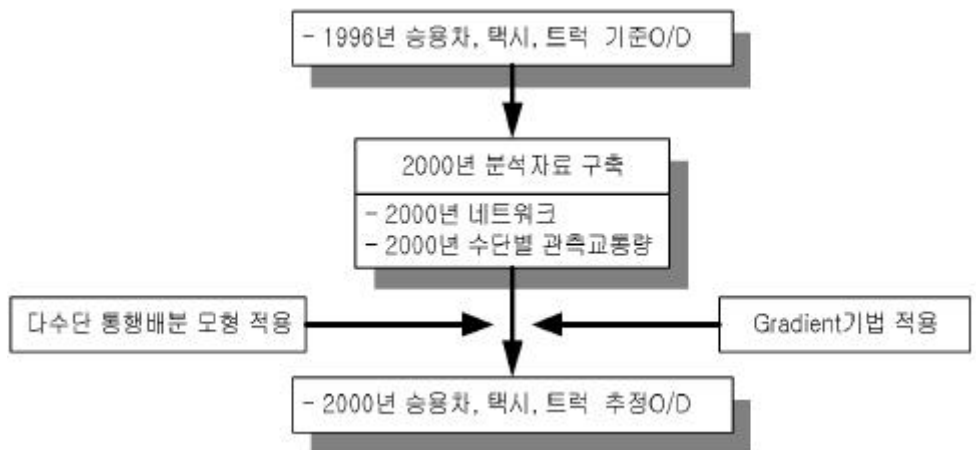 - 1996년 승용차, 택시, 트럭 기준O/D
2000년 분석자료 구축
- 2000년 네트워크
- 2000년 수단별 관측교통량
다수단 통행배분 모형 적용
Gradient기법 적용
- 2000년 승용차, 택시, 트럭 추정O/D